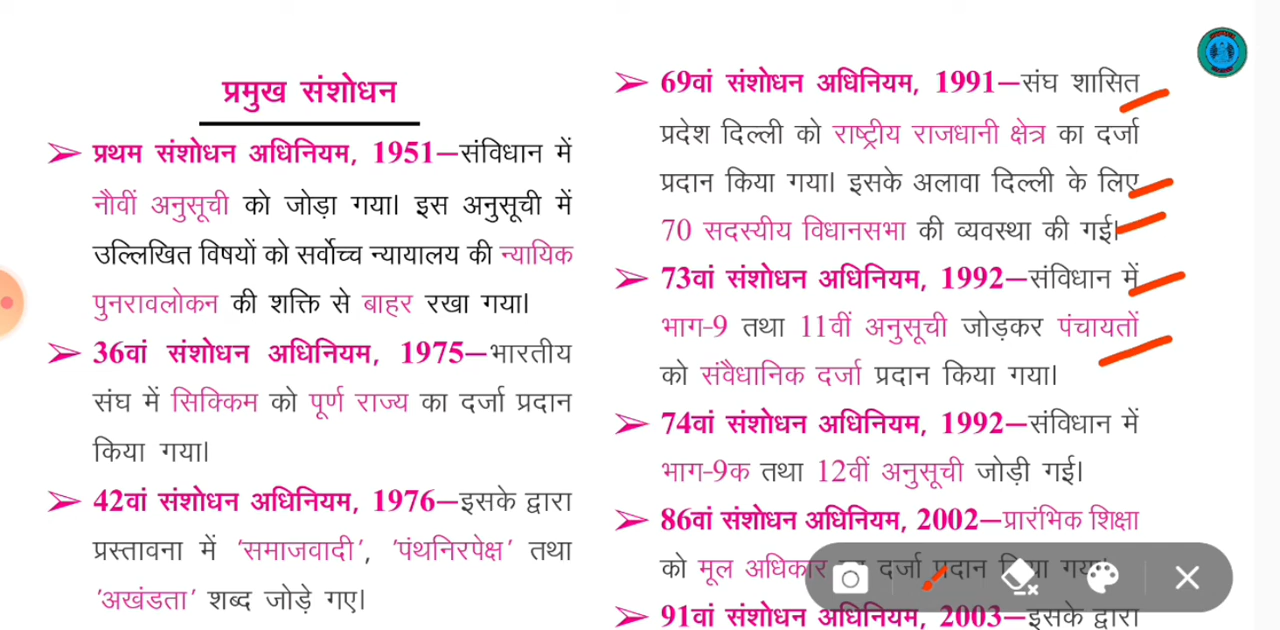 प्रमुख संशोधन
➢ प्रथम संशोधन अधिनियम, 1951–संविधान में
नौवीं अनुसूची को जोड़ा गया। इस अनुसूची में
उल्लिखित विषयों को सर्वोच्च न्यायालय की न्यायिक
पुनरावलोकन की शक्ति से बाहर रखा गया।
➢ 36वां संशोधन अधिनियम, 1975–भारतीय
संघ में सिक्किम को पूर्ण राज्य का दर्जा प्रदान
किया गया।
➢ 42वां संशोधन अधिनियम, 1976–इसके द्वारा
प्रस्तावना में 'समाजवादी', 'पंथनिरपेक्ष' तथा
'अखंडता' शब्द जोड़े गए।
➢ 69वां संशोधन अधिनियम, 1991–संघ शासित
प्रदेश दिल्ली को राष्ट्रीय राजधानी क्षेत्र का दर्जा
प्रदान किया गया। इसके अलावा दिल्ली के लिए
70 सदस्यीय विधानसभा की व्यवस्था की गई।
➢ 73वां संशोधन अधिनियम, 1992–संविधान में
भाग-9 तथा 11वीं अनुसूची जोड़कर पंचायतों
को संवैधानिक दर्जा प्रदान किया गया।
➢ 74वां संशोधन अधिनियम, 1992–संविधान में
भाग-9क तथा 12वीं अनुसूची जोड़ी गई।
➢ 86वां संशोधन अधिनियम, 2002–प्रारंभिक शिक्षा
को मूल अधिकार दर्जा प्रदान
➢ 91वां संशोधन अधिनियम, 2003–इसके द्वारा